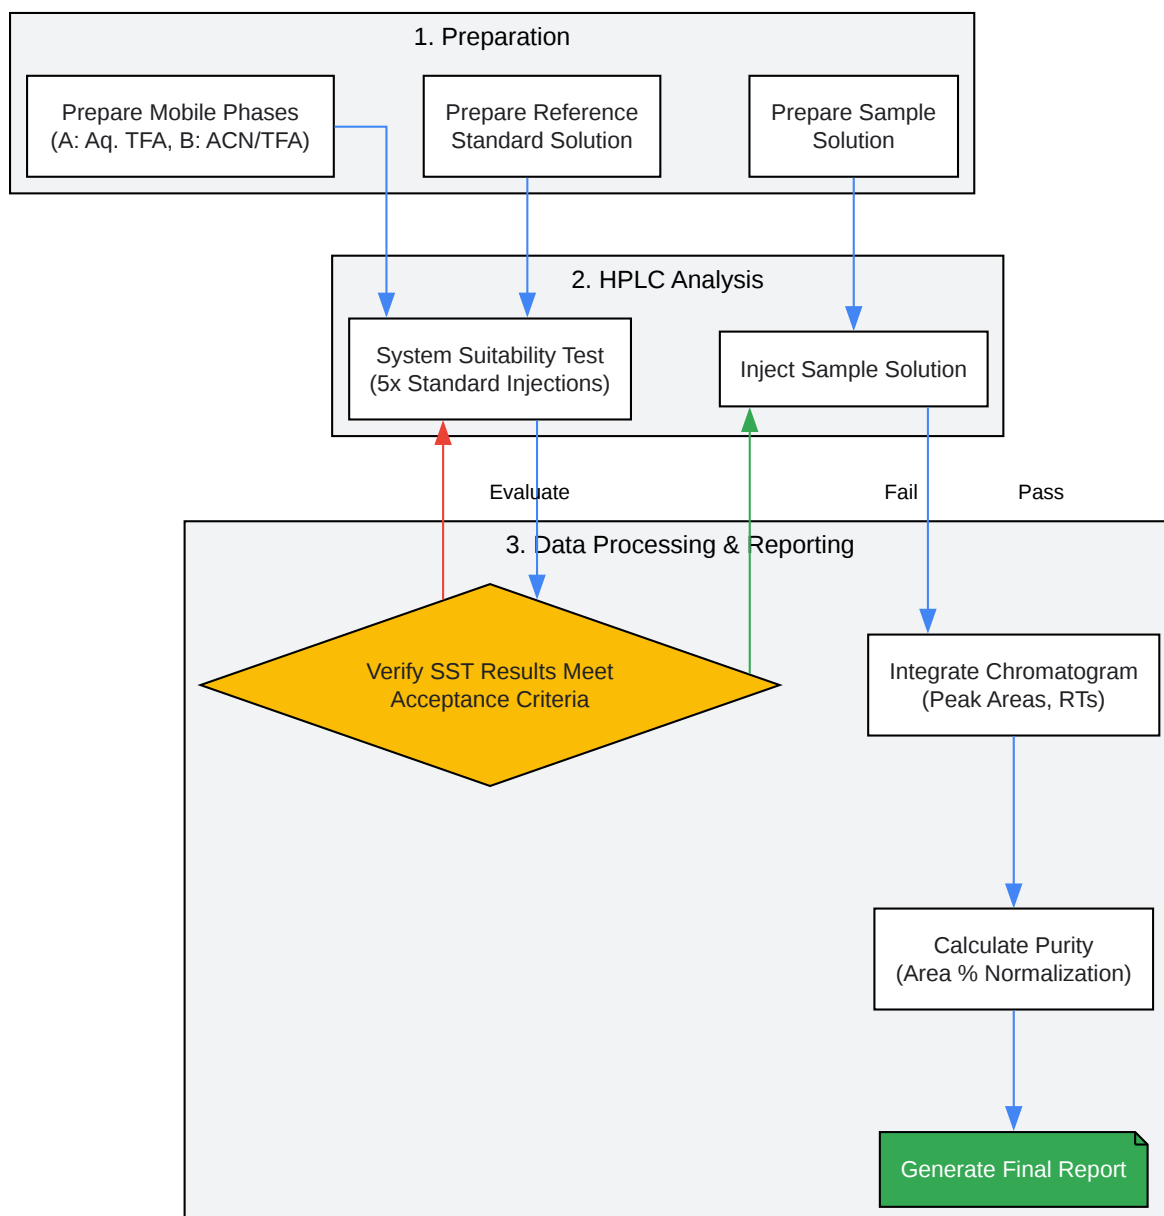 1. Preparation
Prepare Mobile Phases
(A: Aq. TFA, B: ACN/TFA)
Prepare Reference
Standard Solution
Prepare Sample
Solution
2. HPLC Analysis
System Suitability Test
(5x Standard Injections)
Inject Sample Solution
Evaluate
Fail
Pass
3. Data Processing & Reporting
Verify SST Results Meet
Acceptance Criteria
Integrate Chromatogram
(Peak Areas, RTs)
Calculate Purity
(Area % Normalization)
Generate Final Report